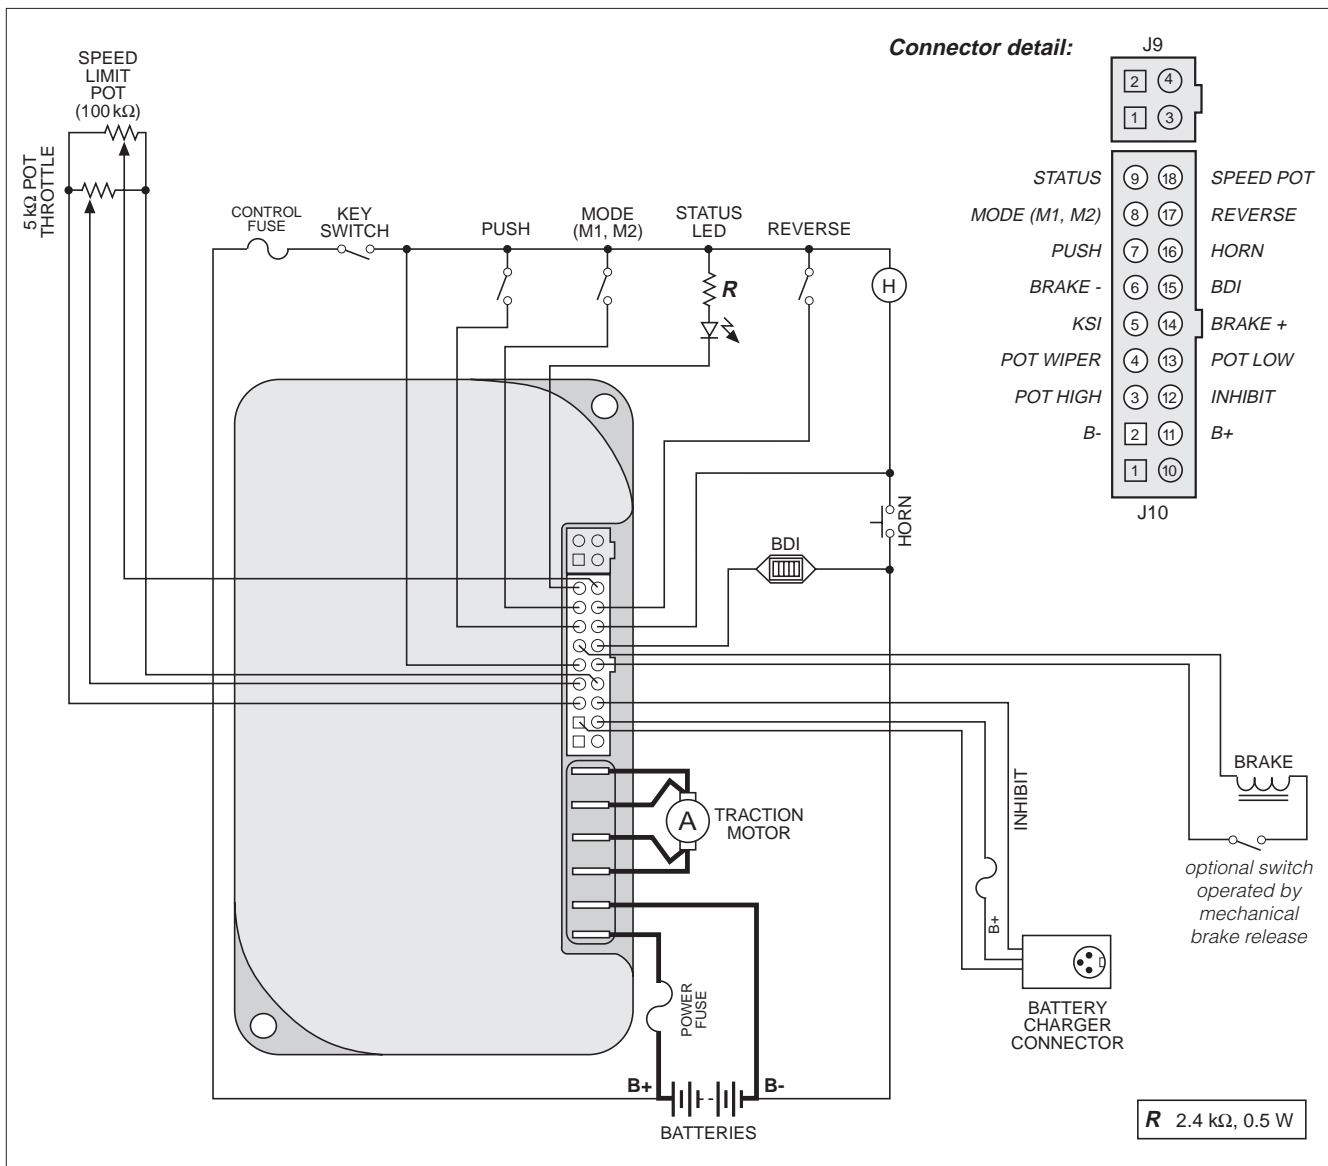 Connector detail:
J9
2 4
1 3
STATUS 9 18 SPEED POT
MODE (M1, M2) 8 17 REVERSE
PUSH 7 16 HORN
BRAKE - 6 15 BDI
KSI 5 14 BRAKE +
POT WIPER 4 13 POT LOW
POT HIGH 3 12 INHIBIT
B- 2 11 B+
1 10
J10
SPEED
LIMIT
POT
(100 kΩ)
5 kΩ POT
THROTTLE
CONTROL
FUSE
KEY
SWITCH
PUSH
MODE
(M1, M2)
STATUS
LED
REVERSE
R
H
HORN
BDI
BRAKE
optional switch
operated by
mechanical
brake release
INHIBIT
B+
A
TRACTION
MOTOR
POWER
FUSE
BATTERY
CHARGER
CONNECTOR
B+
B-
BATTERIES
R 2.4 kΩ, 0.5 W